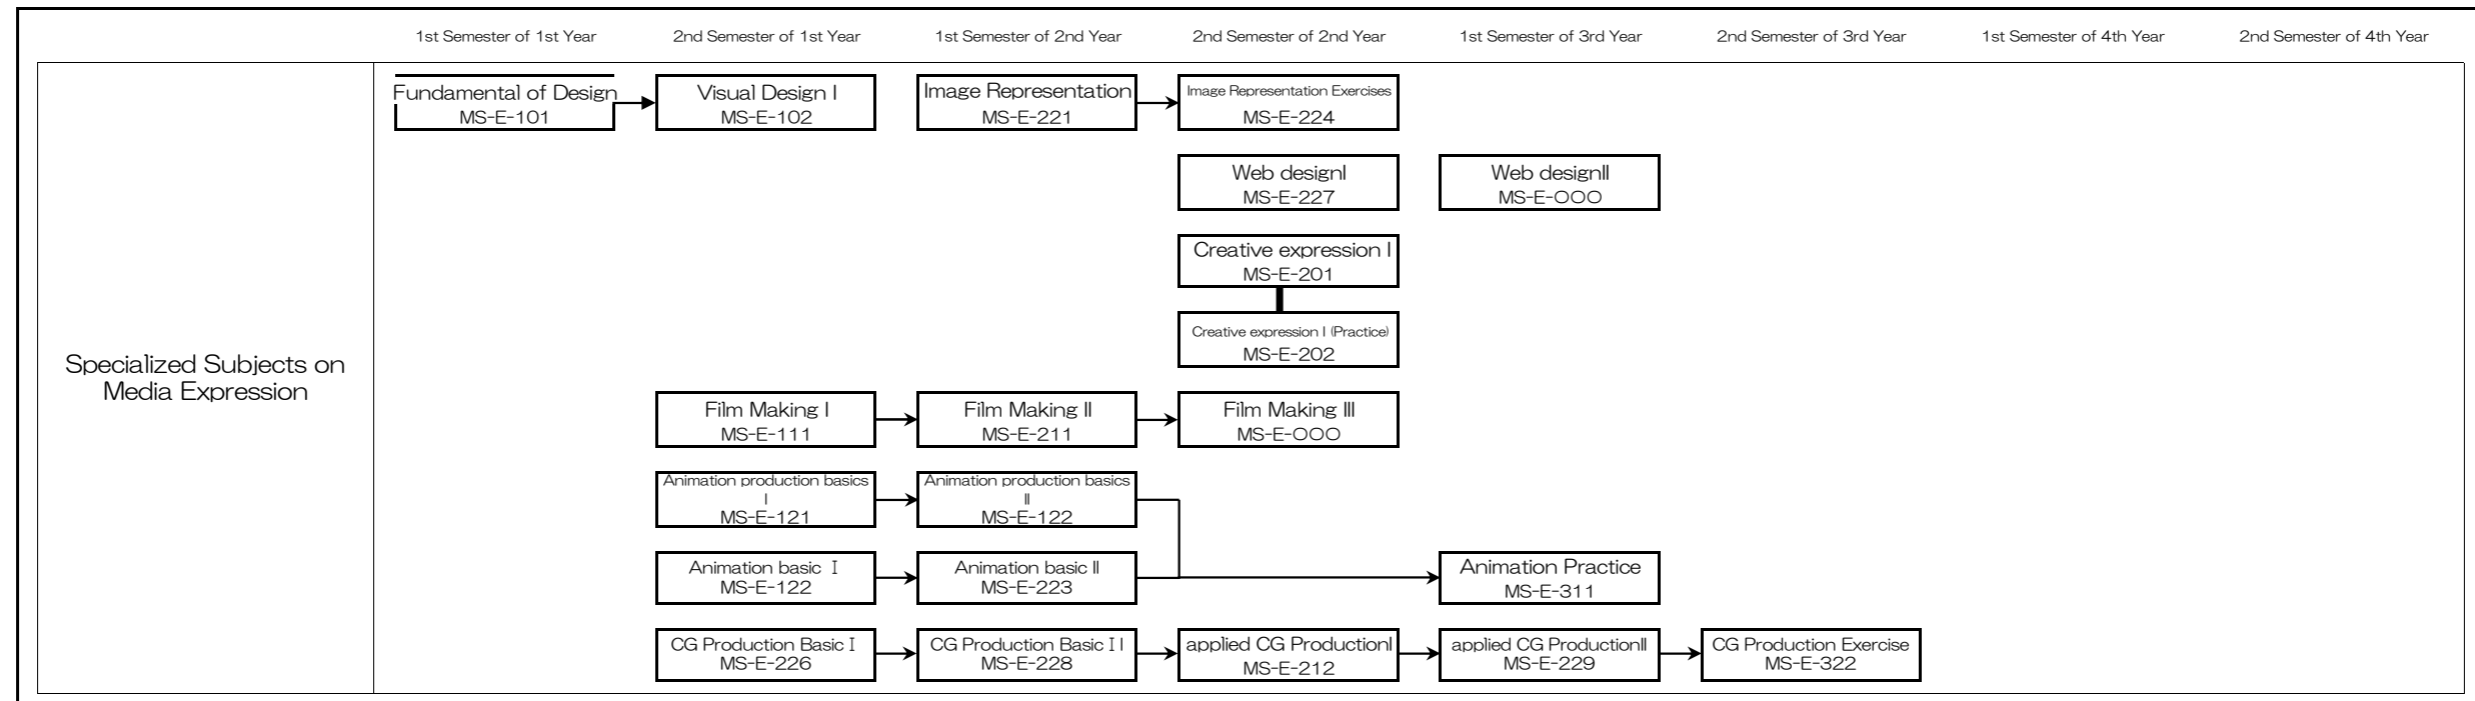 1st Semester of 1st Year
2nd Semester of 1st Year
1st Semester of 2nd Year
2nd Semester of 2nd Year
1st Semester of 3rd Year
2nd Semester of 3rd Year
1st Semester of 4th Year
2nd Semester of 4th Year
Specialized Subjects on
Media Expression
Fundamental of Design
MS-E-101
Visual Design I
MS-E-102
Image Representation
MS-E-221
Image Representation Exercises
MS-E-224
Web designI
MS-E-227
Web designII
MS-E-OOO
Creative expression I
MS-E-201
Creative expression I (Practice)
MS-E-202
Film Making I
MS-E-111
Film Making II
MS-E-211
Film Making III
MS-E-OOO
Animation production basics
I
MS-E-121
Animation production basics
II
MS-E-122
Animation basic Ⅰ
MS-E-122
Animation basic II
MS-E-223
Animation Practice
MS-E-311
CG Production Basic Ⅰ
MS-E-226
CG Production Basic ⅠI
MS-E-228
applied CG ProductionI
MS-E-212
applied CG ProductionII
MS-E-229
CG Production Exercise
MS-E-322